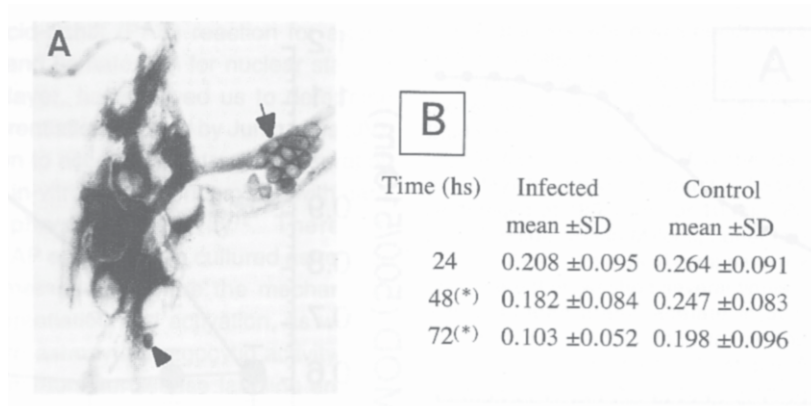 A
B
Time (hs) Infected Control
mean ±SD mean ±SD
24 0.208 ±0.095 0.264 ±0.091
48(*) 0.182 ±0.084 0.247 ±0.083
72(*) 0.103 ±0.052 0.198 ±0.096